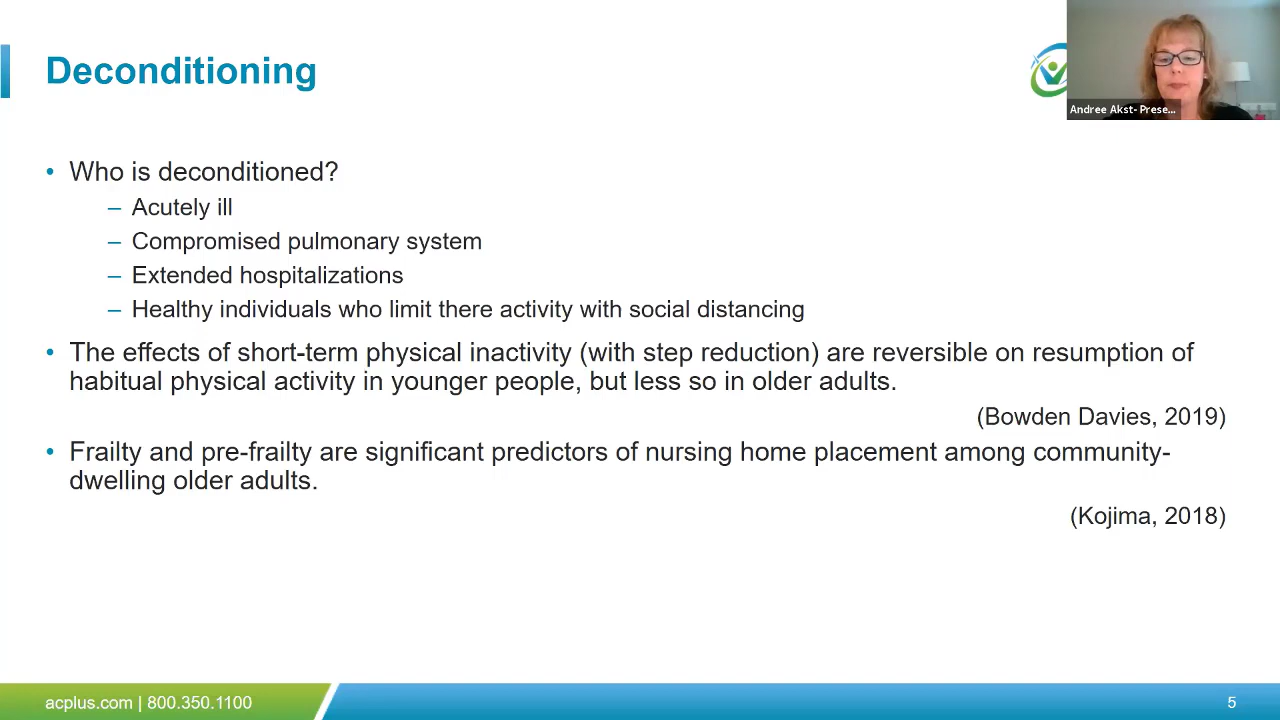 Deconditioning
Andree Akst- Prese...
• Who is deconditioned?
– Acutely ill
– Compromised pulmonary system
– Extended hospitalizations
– Healthy individuals who limit there activity with social distancing
• The effects of short-term physical inactivity (with step reduction) are reversible on resumption of
habitual physical activity in younger people, but less so in older adults.
(Bowden Davies, 2019)
• Frailty and pre-frailty are significant predictors of nursing home placement among community-
dwelling older adults.
(Kojima, 2018)
acplus.com | 800.350.1100
5